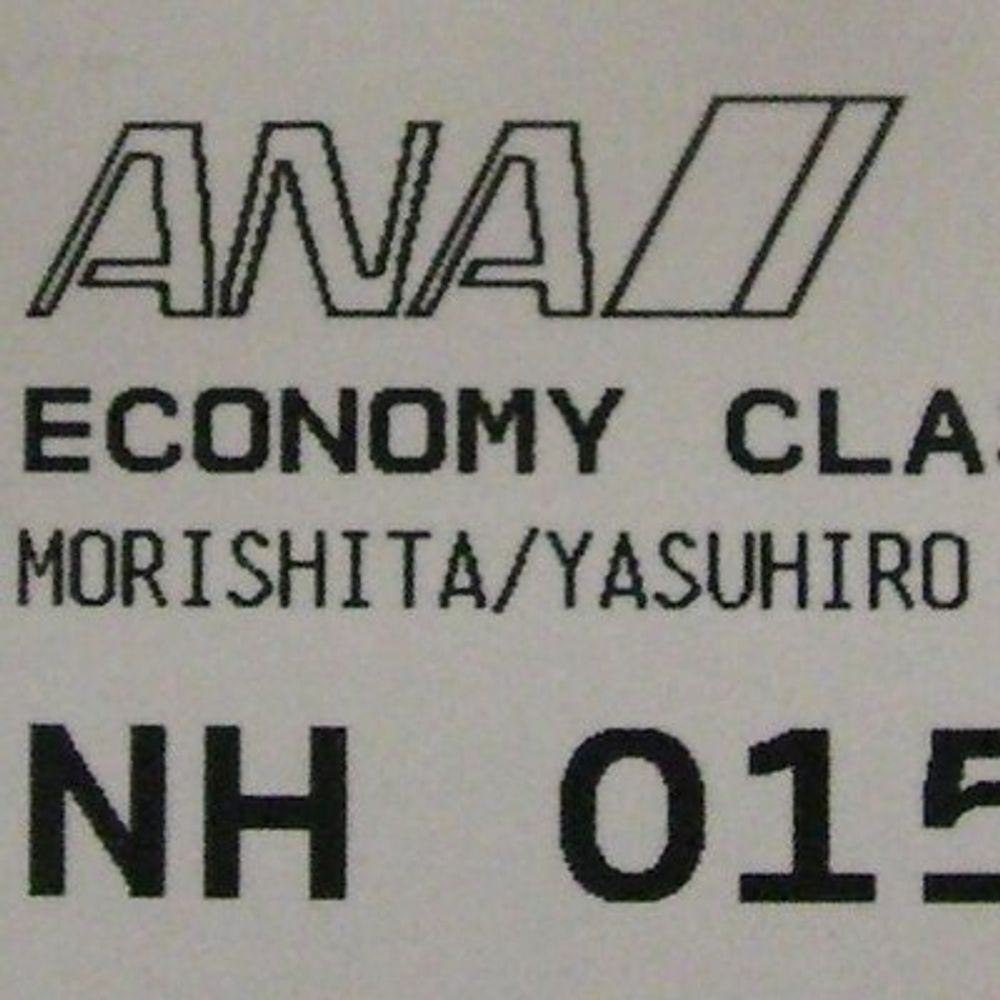 ANA
ECONOMY CLA
MORISHITA/YASUHIRO
NH 015